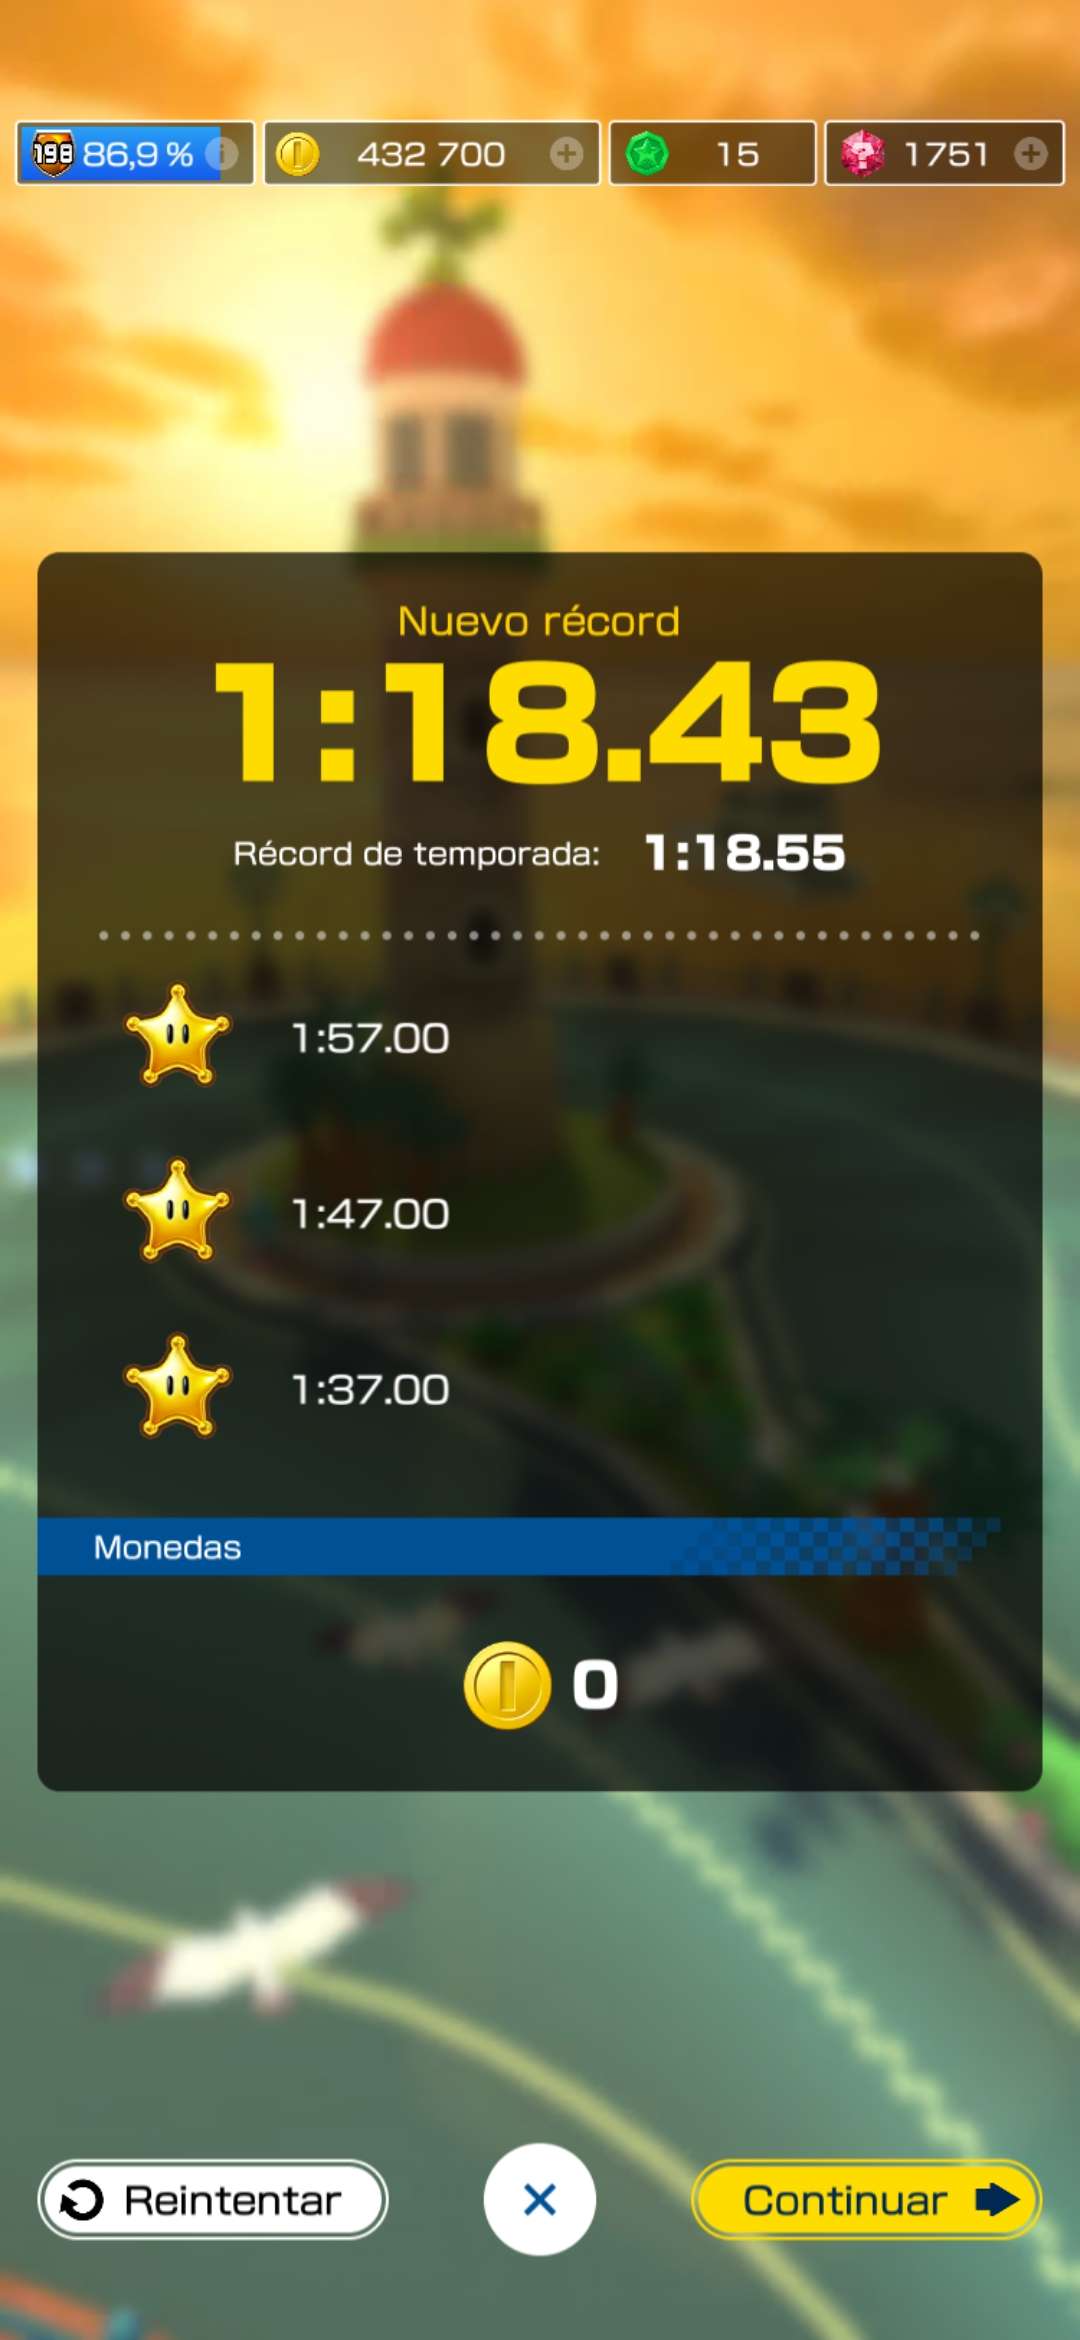 198 86,9 % 432 700 15 1751
Nuevo récord
1:18.43
Récord de temporada: 1:18.55
1:57.00
1:47.00
1:37.00
Monedas
0
Reintentar × Continuar